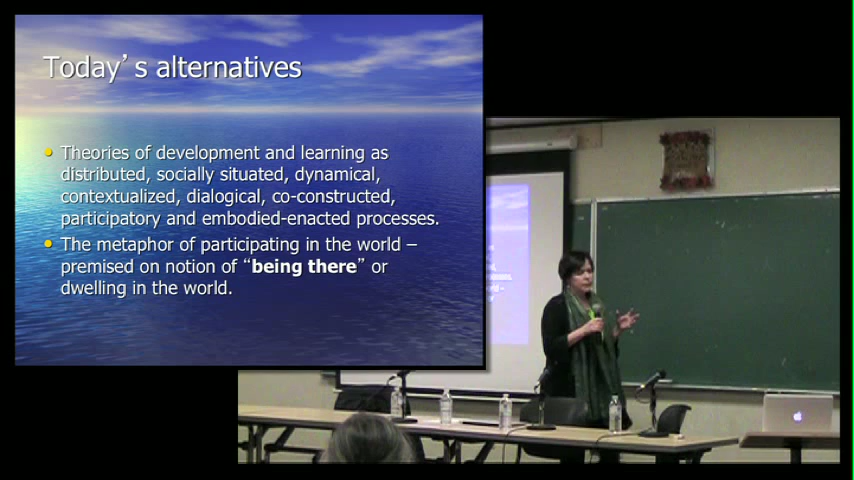 Today’s alternatives
Theories of development and learning as
distributed, socially situated, dynamical,
contextualized, dialogical, co-constructed,
participatory and embodied-enacted processes.
The metaphor of participating in the world –
premised on notion of “being there” or
dwelling in the world.